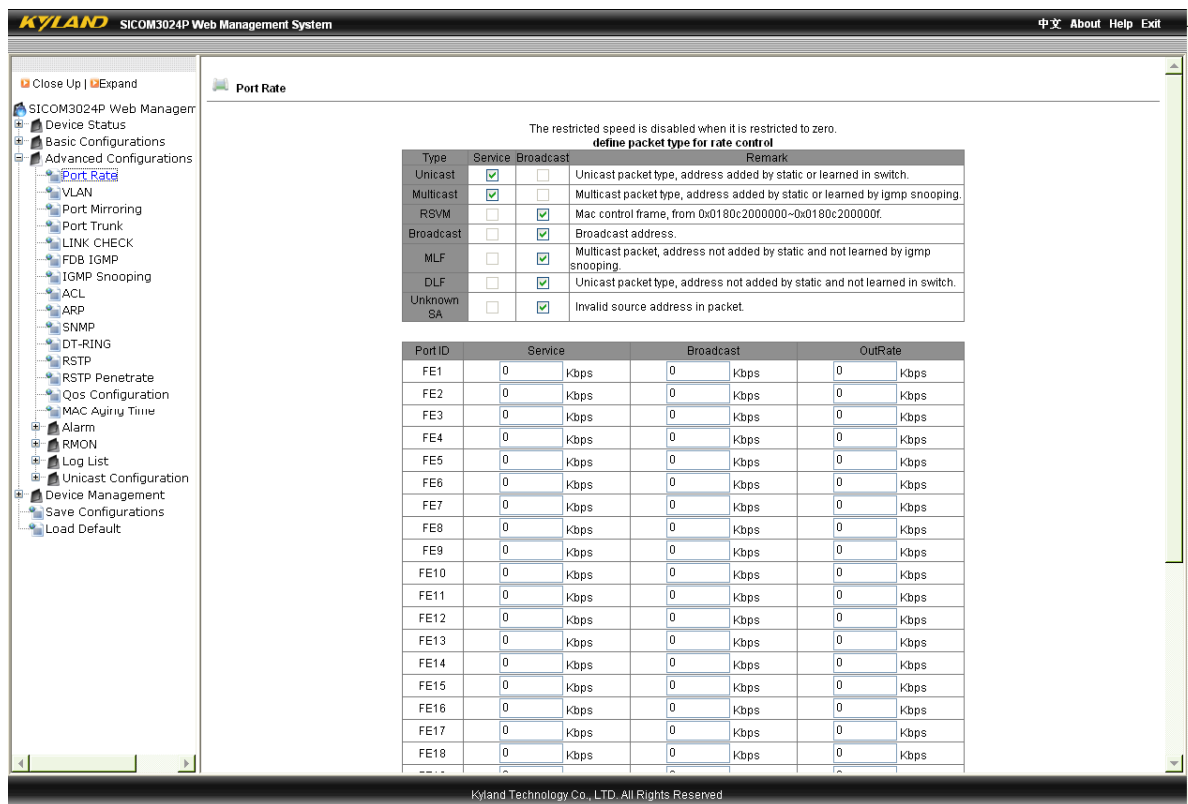 KYLAND SICOM3024P Web Management System
中文 About Help Exit
Close Up | Expand
SICOM3024P Web Managem
Device Status
Basic Configurations
Advanced Configurations
Port Rate
VLAN
Port Mirroring
Port Trunk
LINK CHECK
FDB IGMP
IGMP Snooping
ACL
ARP
SNMP
DT-RING
RSTP
RSTP Penetrate
Qos Configuration
MAC Aging Time
Alarm
RMON
Log List
Unicast Configuration
Device Management
Save Configurations
Load Default
Port Rate
The restricted speed is disabled when it is restricted to zero.
define packet type for rate control
Type Service Broadcast Remark
Unicast Unicast packet type, address added by static or learned in switch.
Multicast Multicast packet type, address added by static or learned by igmp snooping.
RSVM Mac control frame, from 0x0180c2000000~0x0180c200000f.
Broadcast Broadcast address.
MLF Multicast packet, address not added by static and not learned by igmp
snooping.
DLF Unicast packet type, address not added by static and not learned in switch.
Unknown
SA Invalid source address in packet.
Port ID Service Broadcast OutRate
FE1 0 Kbps 0 Kbps 0 Kbps
FE2 0 Kbps 0 Kbps 0 Kbps
FE3 0 Kbps 0 Kbps 0 Kbps
FE4 0 Kbps 0 Kbps 0 Kbps
FE5 0 Kbps 0 Kbps 0 Kbps
FE6 0 Kbps 0 Kbps 0 Kbps
FE7 0 Kbps 0 Kbps 0 Kbps
FE8 0 Kbps 0 Kbps 0 Kbps
FE9 0 Kbps 0 Kbps 0 Kbps
FE10 0 Kbps 0 Kbps 0 Kbps
FE11 0 Kbps 0 Kbps 0 Kbps
FE12 0 Kbps 0 Kbps 0 Kbps
FE13 0 Kbps 0 Kbps 0 Kbps
FE14 0 Kbps 0 Kbps 0 Kbps
FE15 0 Kbps 0 Kbps 0 Kbps
FE16 0 Kbps 0 Kbps 0 Kbps
FE17 0 Kbps 0 Kbps 0 Kbps
FE18 0 Kbps 0 Kbps 0 Kbps
Kyland Technology Co., LTD. All Rights Reserved